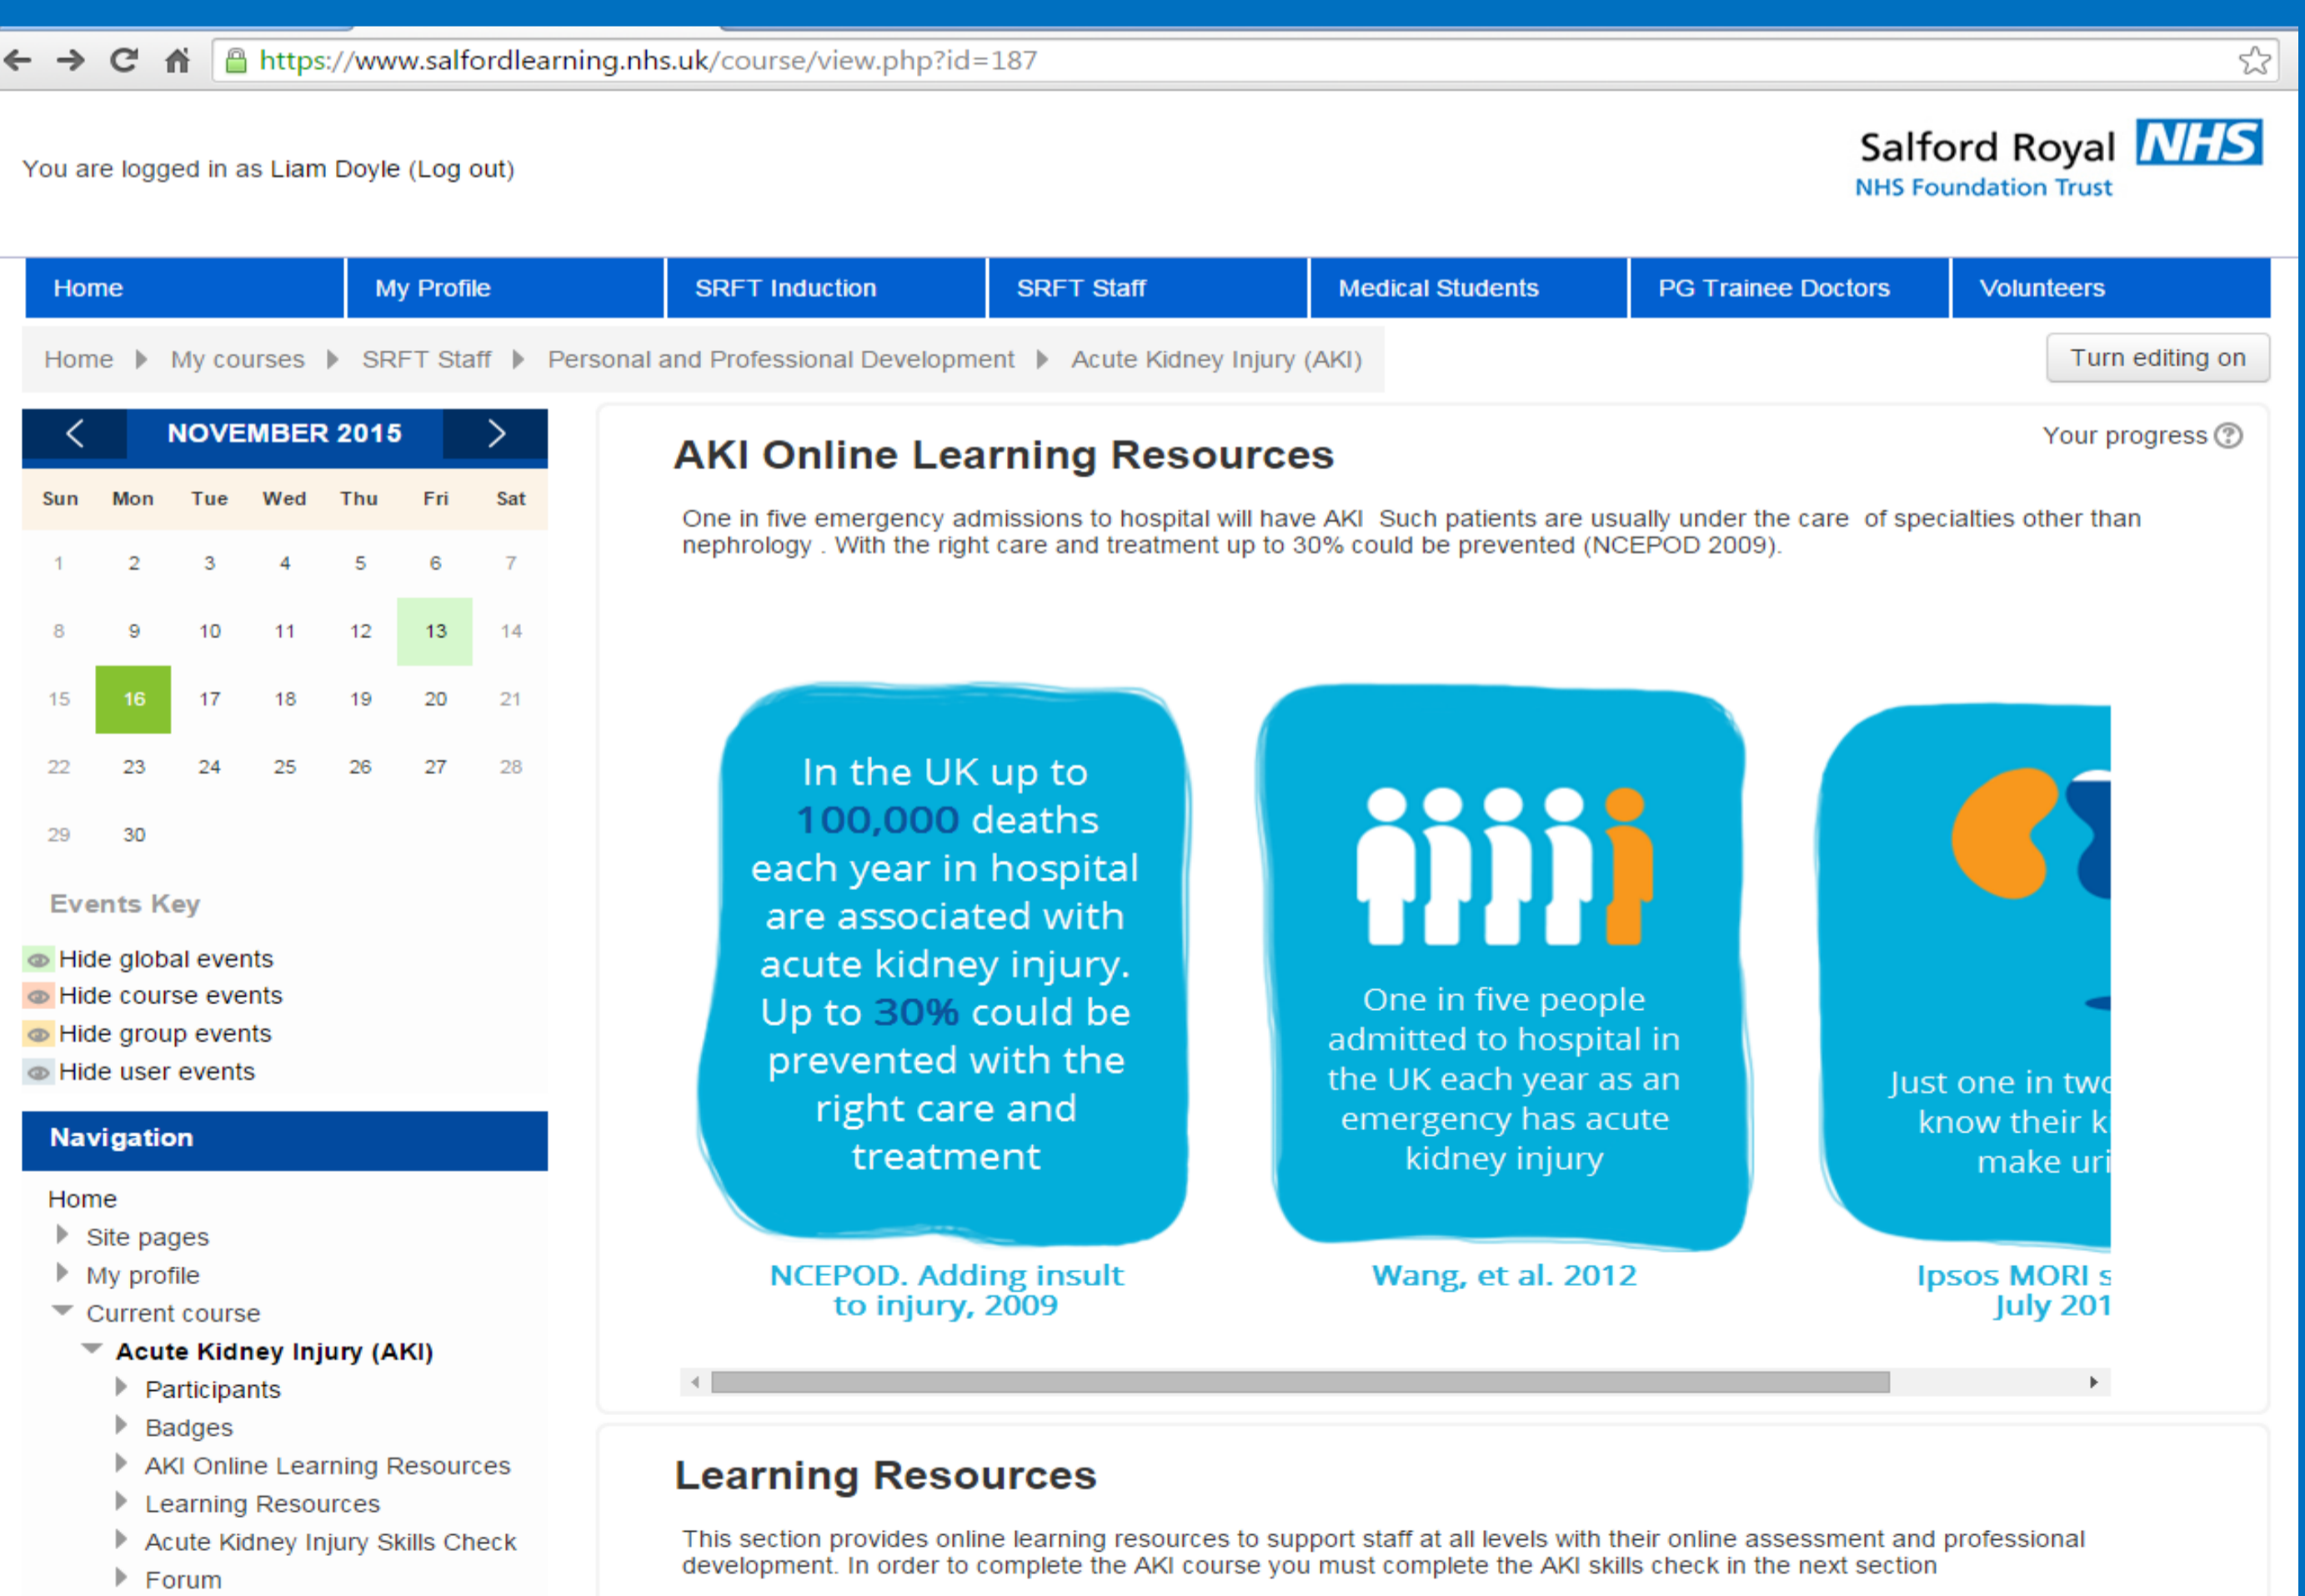 https://www.salfordlearning.nhs.uk/course/view.php?id=187
You are logged in as Liam Doyle (Log out)
Salford Royal NHS
NHS Foundation Trust
Home My Profile SRFT Induction SRFT Staff Medical Students PG Trainee Doctors Volunteers
Home My courses SRFT Staff Personal and Professional Development Acute Kidney Injury (AKI)
Turn editing on
NOVEMBER 2015
Sun Mon Tue Wed Thu Fri Sat
1 2 3 4 5 6 7
8 9 10 11 12 13 14
15 16 17 18 19 20 21
22 23 24 25 26 27 28
29 30
Events Key
Hide global events
Hide course events
Hide group events
Hide user events
Navigation
Home
Site pages
My profile
Current course
Acute Kidney Injury (AKI)
Participants
Badges
AKI Online Learning Resources
Learning Resources
Acute Kidney Injury Skills Check
Forum
Your progress
AKI Online Learning Resources
One in five emergency admissions to hospital will have AKI Such patients are usually under the care of specialties other than
nephrology . With the right care and treatment up to 30% could be prevented (NCEPOD 2009).
In the UK up to
100,000 deaths
each year in hospital
are associated with
acute kidney injury.
Up to 30% could be
prevented with the
right care and
treatment
NCEPOD. Adding insult
to injury, 2009
One in five people
admitted to hospital in
the UK each year as an
emergency has acute
kidney injury
Wang, et al. 2012
Just one in two
know their k
make uri
Ipsos MORI s
July 201
Learning Resources
This section provides online learning resources to support staff at all levels with their online assessment and professional
development. In order to complete the AKI course you must complete the AKI skills check in the next section